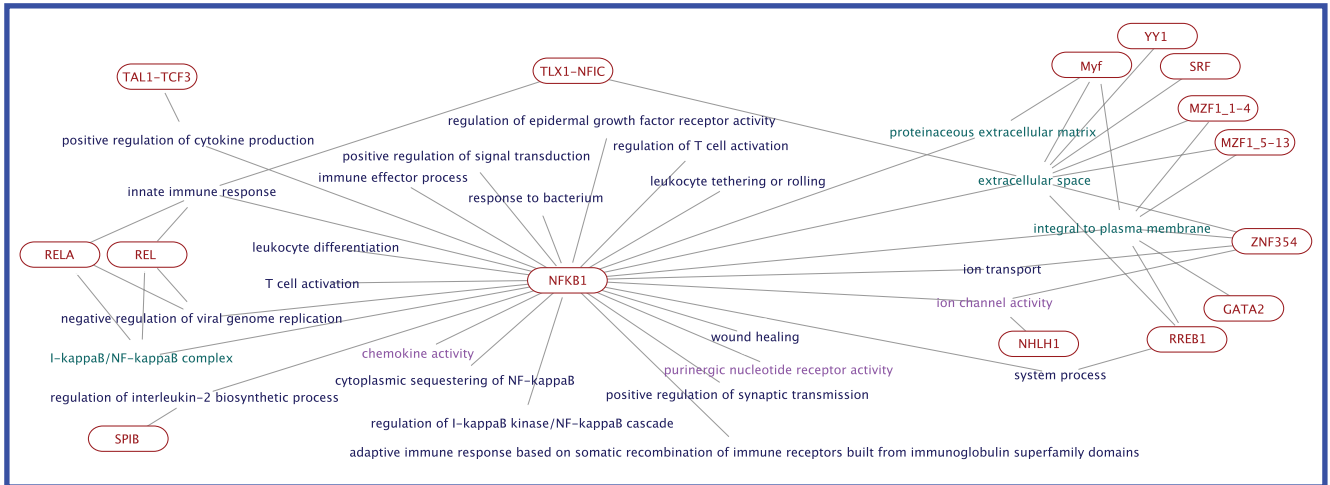 YY1
Myf
SRF
TLX1-NFIC
TAL1-TCF3
MZF1_1-4
regulation of epidermal growth factor receptor activity
proteinaceous extracellular matrix
positive regulation of cytokine production
MZF1_5-13
regulation of T cell activation
positive regulation of signal transduction
immune effector process
leukocyte tethering or rolling
extracellular space
innate immune response
response to bacterium
integral to plasma membrane
ZNF354
leukocyte differentiation
RELA
REL
ion transport
NFKB1
T cell activation
ion channel activity
GATA2
negative regulation of viral genome replication
wound healing
RREB1
NHLH1
chemokine activity
I-kappaB/NF-kappaB complex
purinergic nucleotide receptor activity
system process
cytoplasmic sequestering of NF-kappaB
positive regulation of synaptic transmission
regulation of interleukin-2 biosynthetic process
regulation of I-kappaB kinase/NF-kappaB cascade
SPIB
adaptive immune response based on somatic recombination of immune receptors built from immunoglobulin superfamily domains